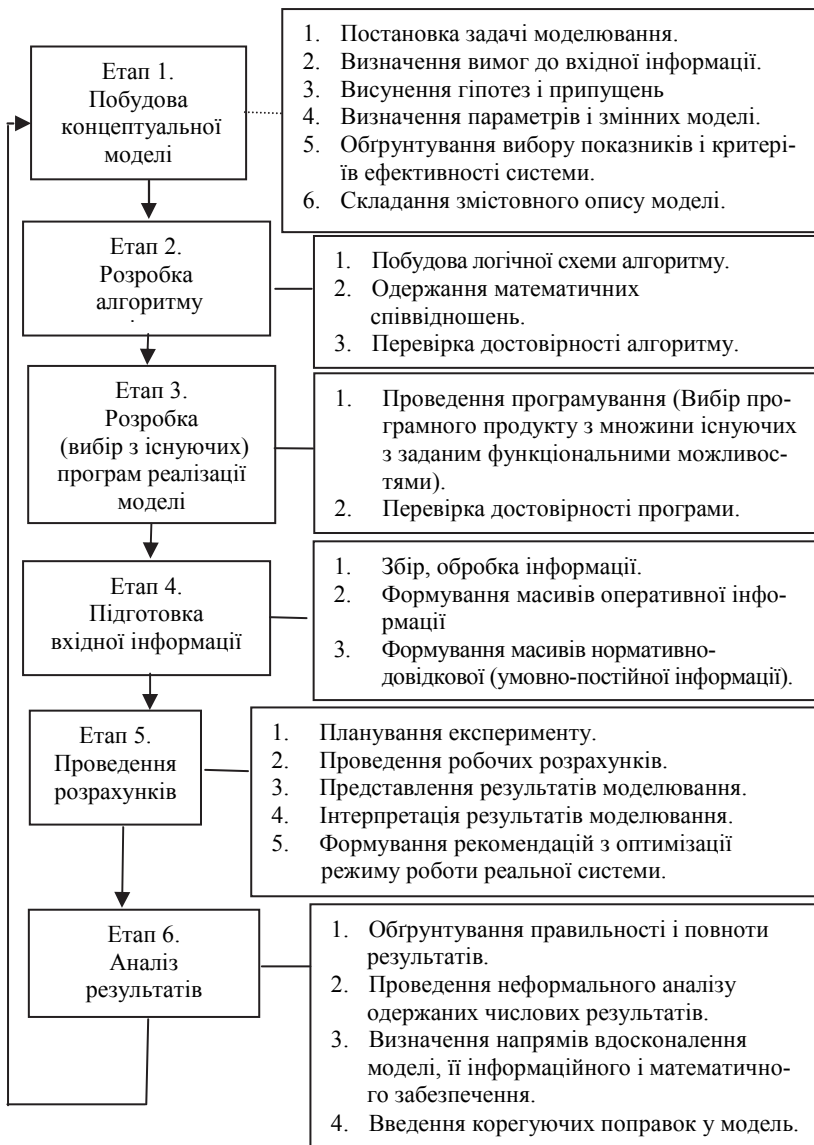 Етап 1.
Побудова
концептуальної
моделі
1. Постановка задачі моделювання.
2. Визначення вимог до вхідної інформації.
3. Висунення гіпотез і припущень
4. Визначення параметрів і змінних моделі.
5. Обґрунтування вибору показників і критері-
їв ефективності системи.
6. Складання змістовного опису моделі.
Етап 2.
Розробка
алгоритму
1. Побудова логічної схеми алгоритму.
2. Одержання математичних
співвідношень.
3. Перевірка достовірності алгоритму.
Етап 3.
Розробка
(вибір з існуючих)
програм реалізації
моделі
1. Проведення програмування (Вибір про-
грамного продукту з множини існуючих
з заданим функціональними можливос-
тями).
2. Перевірка достовірності програми.
Етап 4.
Підготовка
вхідної інформації
1. Збір, обробка інформації.
2. Формування масивів оперативної інфо-
рмації
3. Формування масивів нормативно-
довідкової (умовно-постійної інформації).
Етап 5.
Проведення
розрахунків
1. Планування експерименту.
2. Проведення робочих розрахунків.
3. Представлення результатів моделювання.
4. Інтерпретація результатів моделювання.
5. Формування рекомендацій з оптимізації
режиму роботи реальної системи.
Етап 6.
Аналіз
результатів
1. Обґрунтування правильності і повноти
результатів.
2. Проведення неформального аналізу
одержаних числових результатів.
3. Визначення напрямів вдосконалення
моделі, її інформаційного і математично-
го забезпечення.
4. Введення корегуючих поправок у модель.